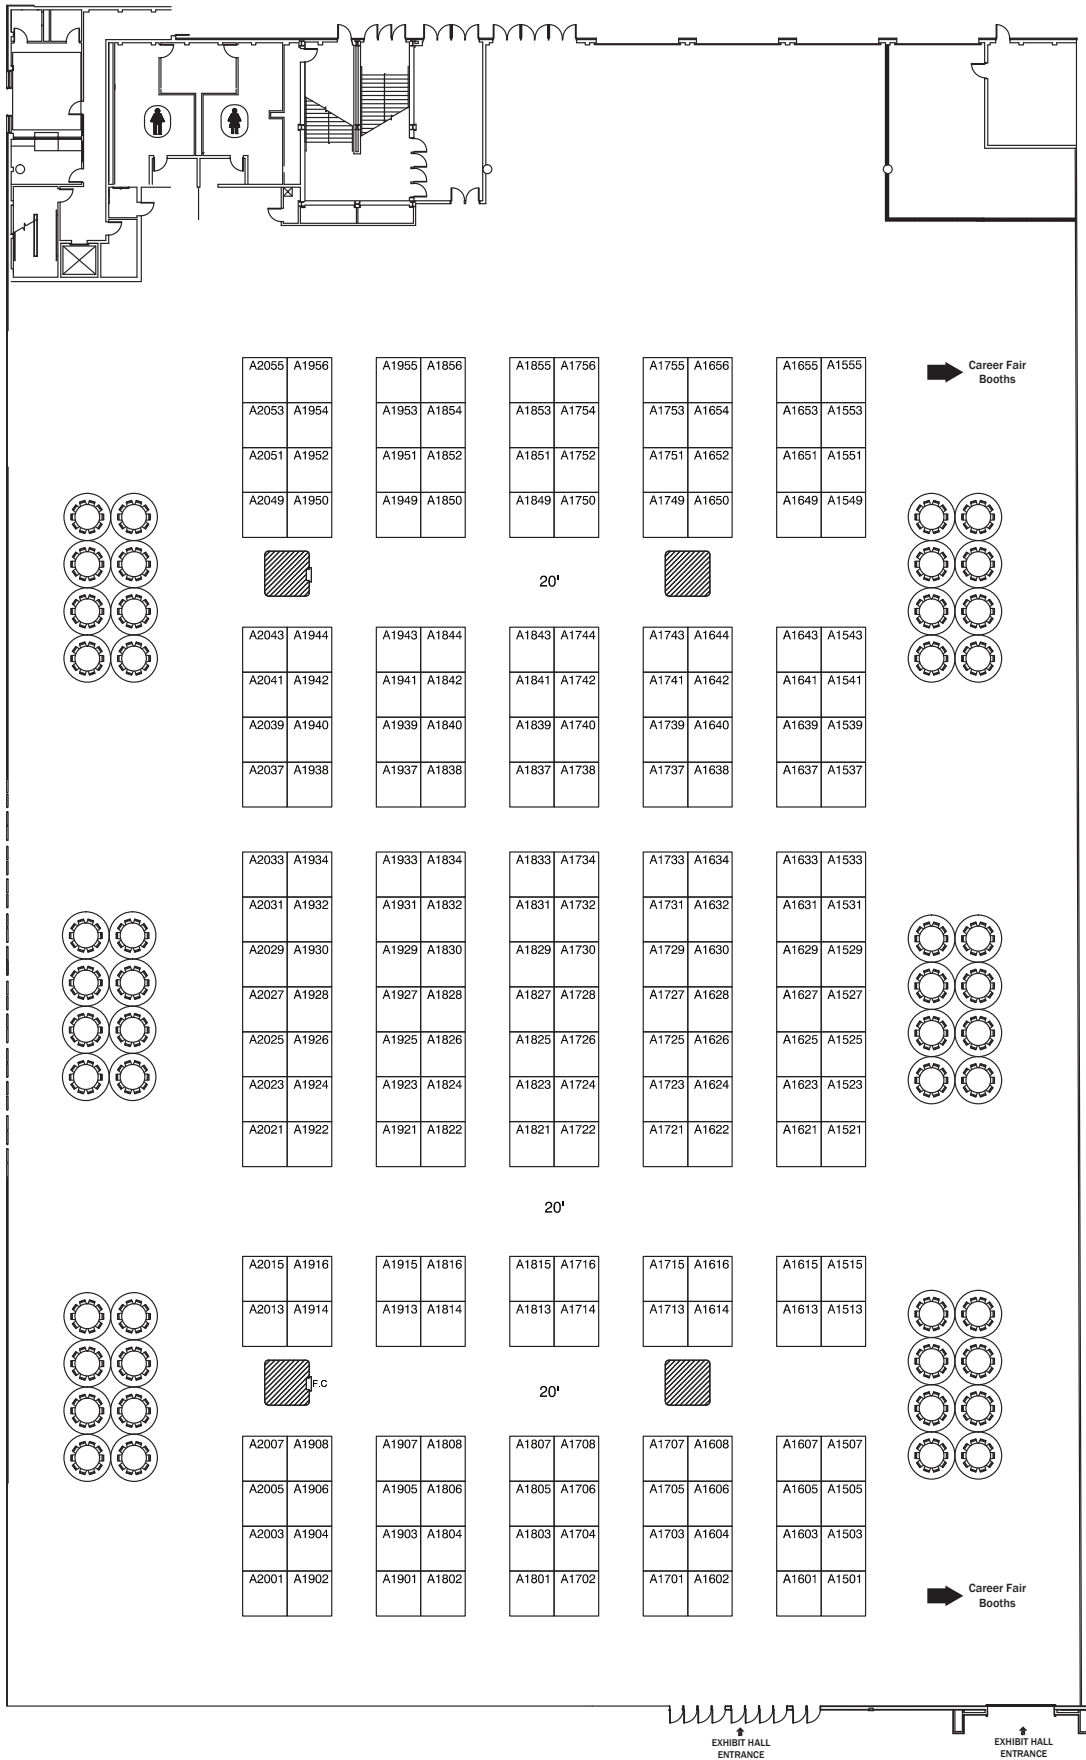 A2055 A1956 A1955 A1856 A1855 A1756 A1755 A1656 A1655 A1555
Career Fair
Booths
A2053 A1954 A1953 A1854 A1853 A1754 A1753 A1654 A1653 A1553
A2051 A1952 A1951 A1852 A1851 A1752 A1751 A1652 A1651 A1551
A2049 A1950 A1949 A1850 A1849 A1750 A1749 A1650 A1649 A1549
20'
A2043 A1944 A1943 A1844 A1843 A1744 A1743 A1644 A1643 A1543
A2041 A1942 A1941 A1842 A1841 A1742 A1741 A1642 A1641 A1541
A2039 A1940 A1939 A1840 A1839 A1740 A1739 A1640 A1639 A1539
A2037 A1938 A1937 A1838 A1837 A1738 A1737 A1638 A1637 A1537
A2033 A1934 A1933 A1834 A1833 A1734 A1733 A1634 A1633 A1533
A2031 A1932 A1931 A1832 A1831 A1732 A1731 A1632 A1631 A1531
A2029 A1930 A1929 A1830 A1829 A1730 A1729 A1630 A1629 A1529
A2027 A1928 A1927 A1828 A1827 A1728 A1727 A1628 A1627 A1527
A2025 A1926 A1925 A1826 A1825 A1726 A1725 A1626 A1625 A1525
A2023 A1924 A1923 A1824 A1823 A1724 A1723 A1624 A1623 A1523
A2021 A1922 A1921 A1822 A1821 A1722 A1721 A1622 A1621 A1521
20'
A2015 A1916 A1915 A1816 A1815 A1716 A1715 A1616 A1615 A1515
A2013 A1914 A1913 A1814 A1813 A1714 A1713 A1614 A1613 A1513
F.C
20'
A2007 A1908 A1907 A1808 A1807 A1708 A1707 A1608 A1607 A1507
A2005 A1906 A1905 A1806 A1805 A1706 A1705 A1606 A1605 A1505
A2003 A1904 A1903 A1804 A1803 A1704 A1703 A1604 A1603 A1503
A2001 A1902 A1901 A1802 A1801 A1702 A1701 A1602 A1601 A1501
Career Fair
Booths
EXHIBIT HALL
ENTRANCE
EXHIBIT HALL
ENTRANCE